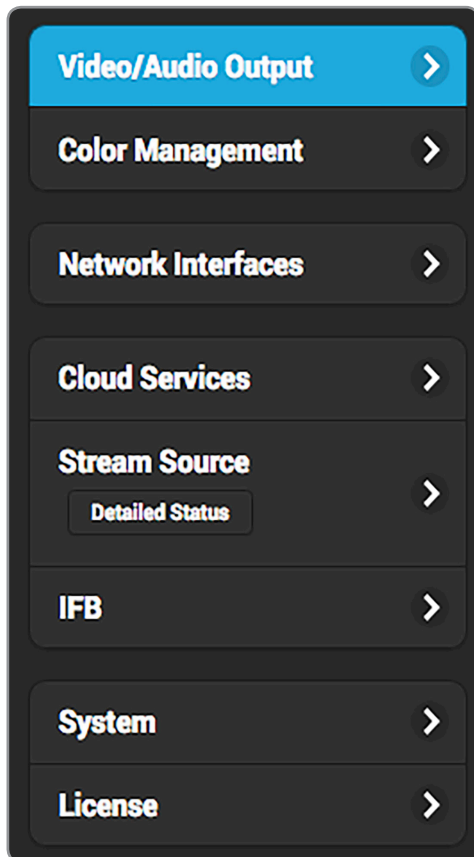 Video/Audio Output
Color Management
Network Interfaces
Cloud Services
Stream Source
Detailed Status
IFB
System
License